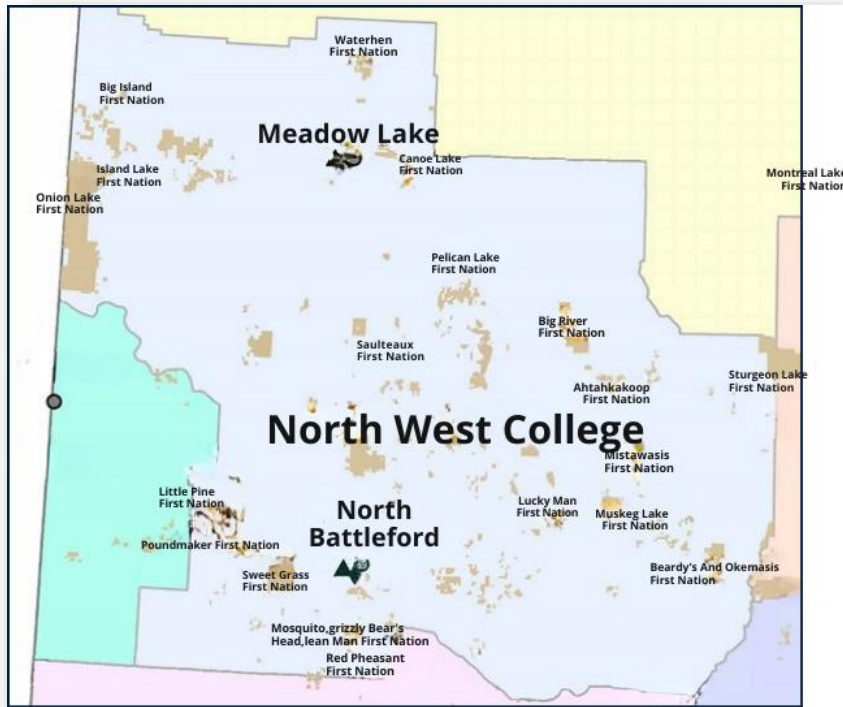 Waterhen
First Nation
Big Island
First Nation
Meadow Lake
Canoe Lake
First Nation
Island Lake
First Nation
Montreal Lake
First Nation
Onion Lake
First Nation
Pelican Lake
First Nation
Big River
First Nation
Saulteaux
First Nation
Sturgeon Lake
First Nation
Ahtahkakoop
First Nation
North West College
Mistawasis
First Nation
Little Pine
First Nation
North
Battleford
Lucky Man
First Nation
Muskeg Lake
First Nation
Poundmaker First Nation
Sweet Grass
First Nation
Beardy's And Okemasis
First Nation
Mosquito,grizzly Bear's
Head,lean Man First Nation
Red Pheasant
First Nation